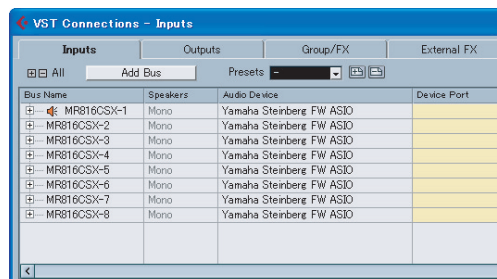 VST Connections - Inputs
Inputs Outputs Group/FX External FX
All Add Bus Presets -
Bus Name Speakers Audio Device Device Port
MR816CSX-1 Mono Yamaha Steinberg FW ASIO
MR816CSX-2 Mono Yamaha Steinberg FW ASIO
MR816CSX-3 Mono Yamaha Steinberg FW ASIO
MR816CSX-4 Mono Yamaha Steinberg FW ASIO
MR816CSX-5 Mono Yamaha Steinberg FW ASIO
MR816CSX-6 Mono Yamaha Steinberg FW ASIO
MR816CSX-7 Mono Yamaha Steinberg FW ASIO
MR816CSX-8 Mono Yamaha Steinberg FW ASIO